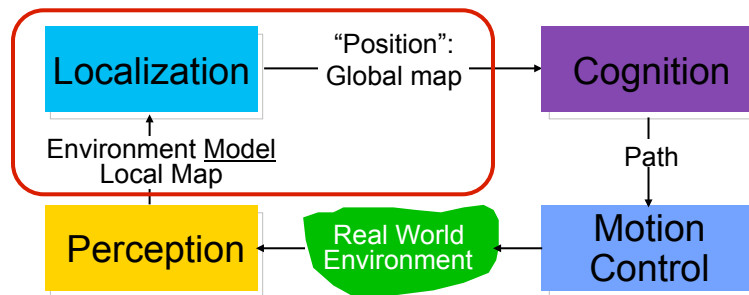 Localization
“Position”:
Global map
Cognition
Environment Model
Local Map
Path
Perception
Real World
Environment
Motion
Control